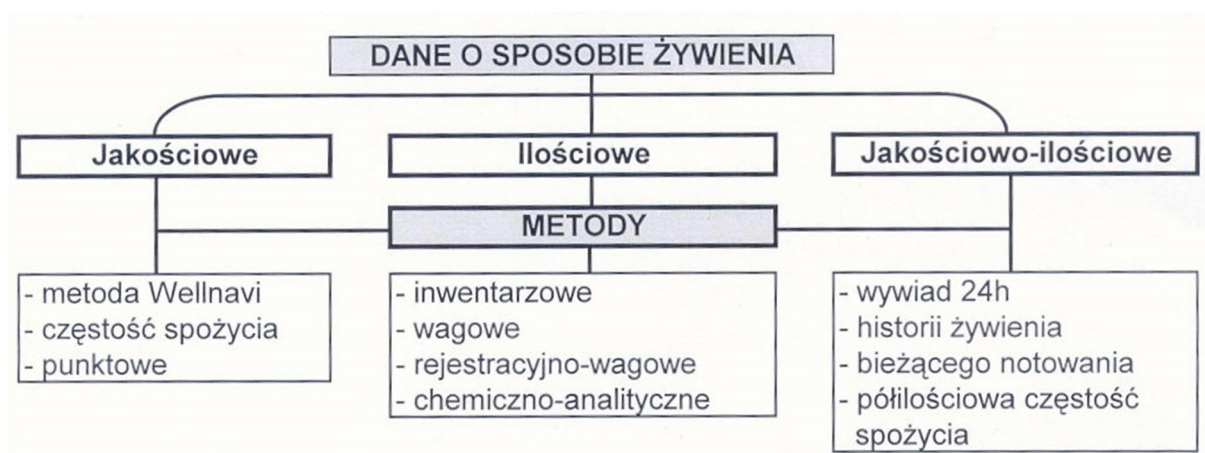 DANE O SPOSOBIE ŻYWIENIA
Jakościowe
Ilościowe
Jakościowo-ilościowe
METODY
- metoda Wellnavi
- częstość spożycia
- punktowe
- inwentarzowe
- wagowe
- rejestracyjno-wagowe
- chemiczno-analityczne
- wywiad 24h
- historii żywienia
- bieżącego notowania
- półilościowa częstość
spożycia